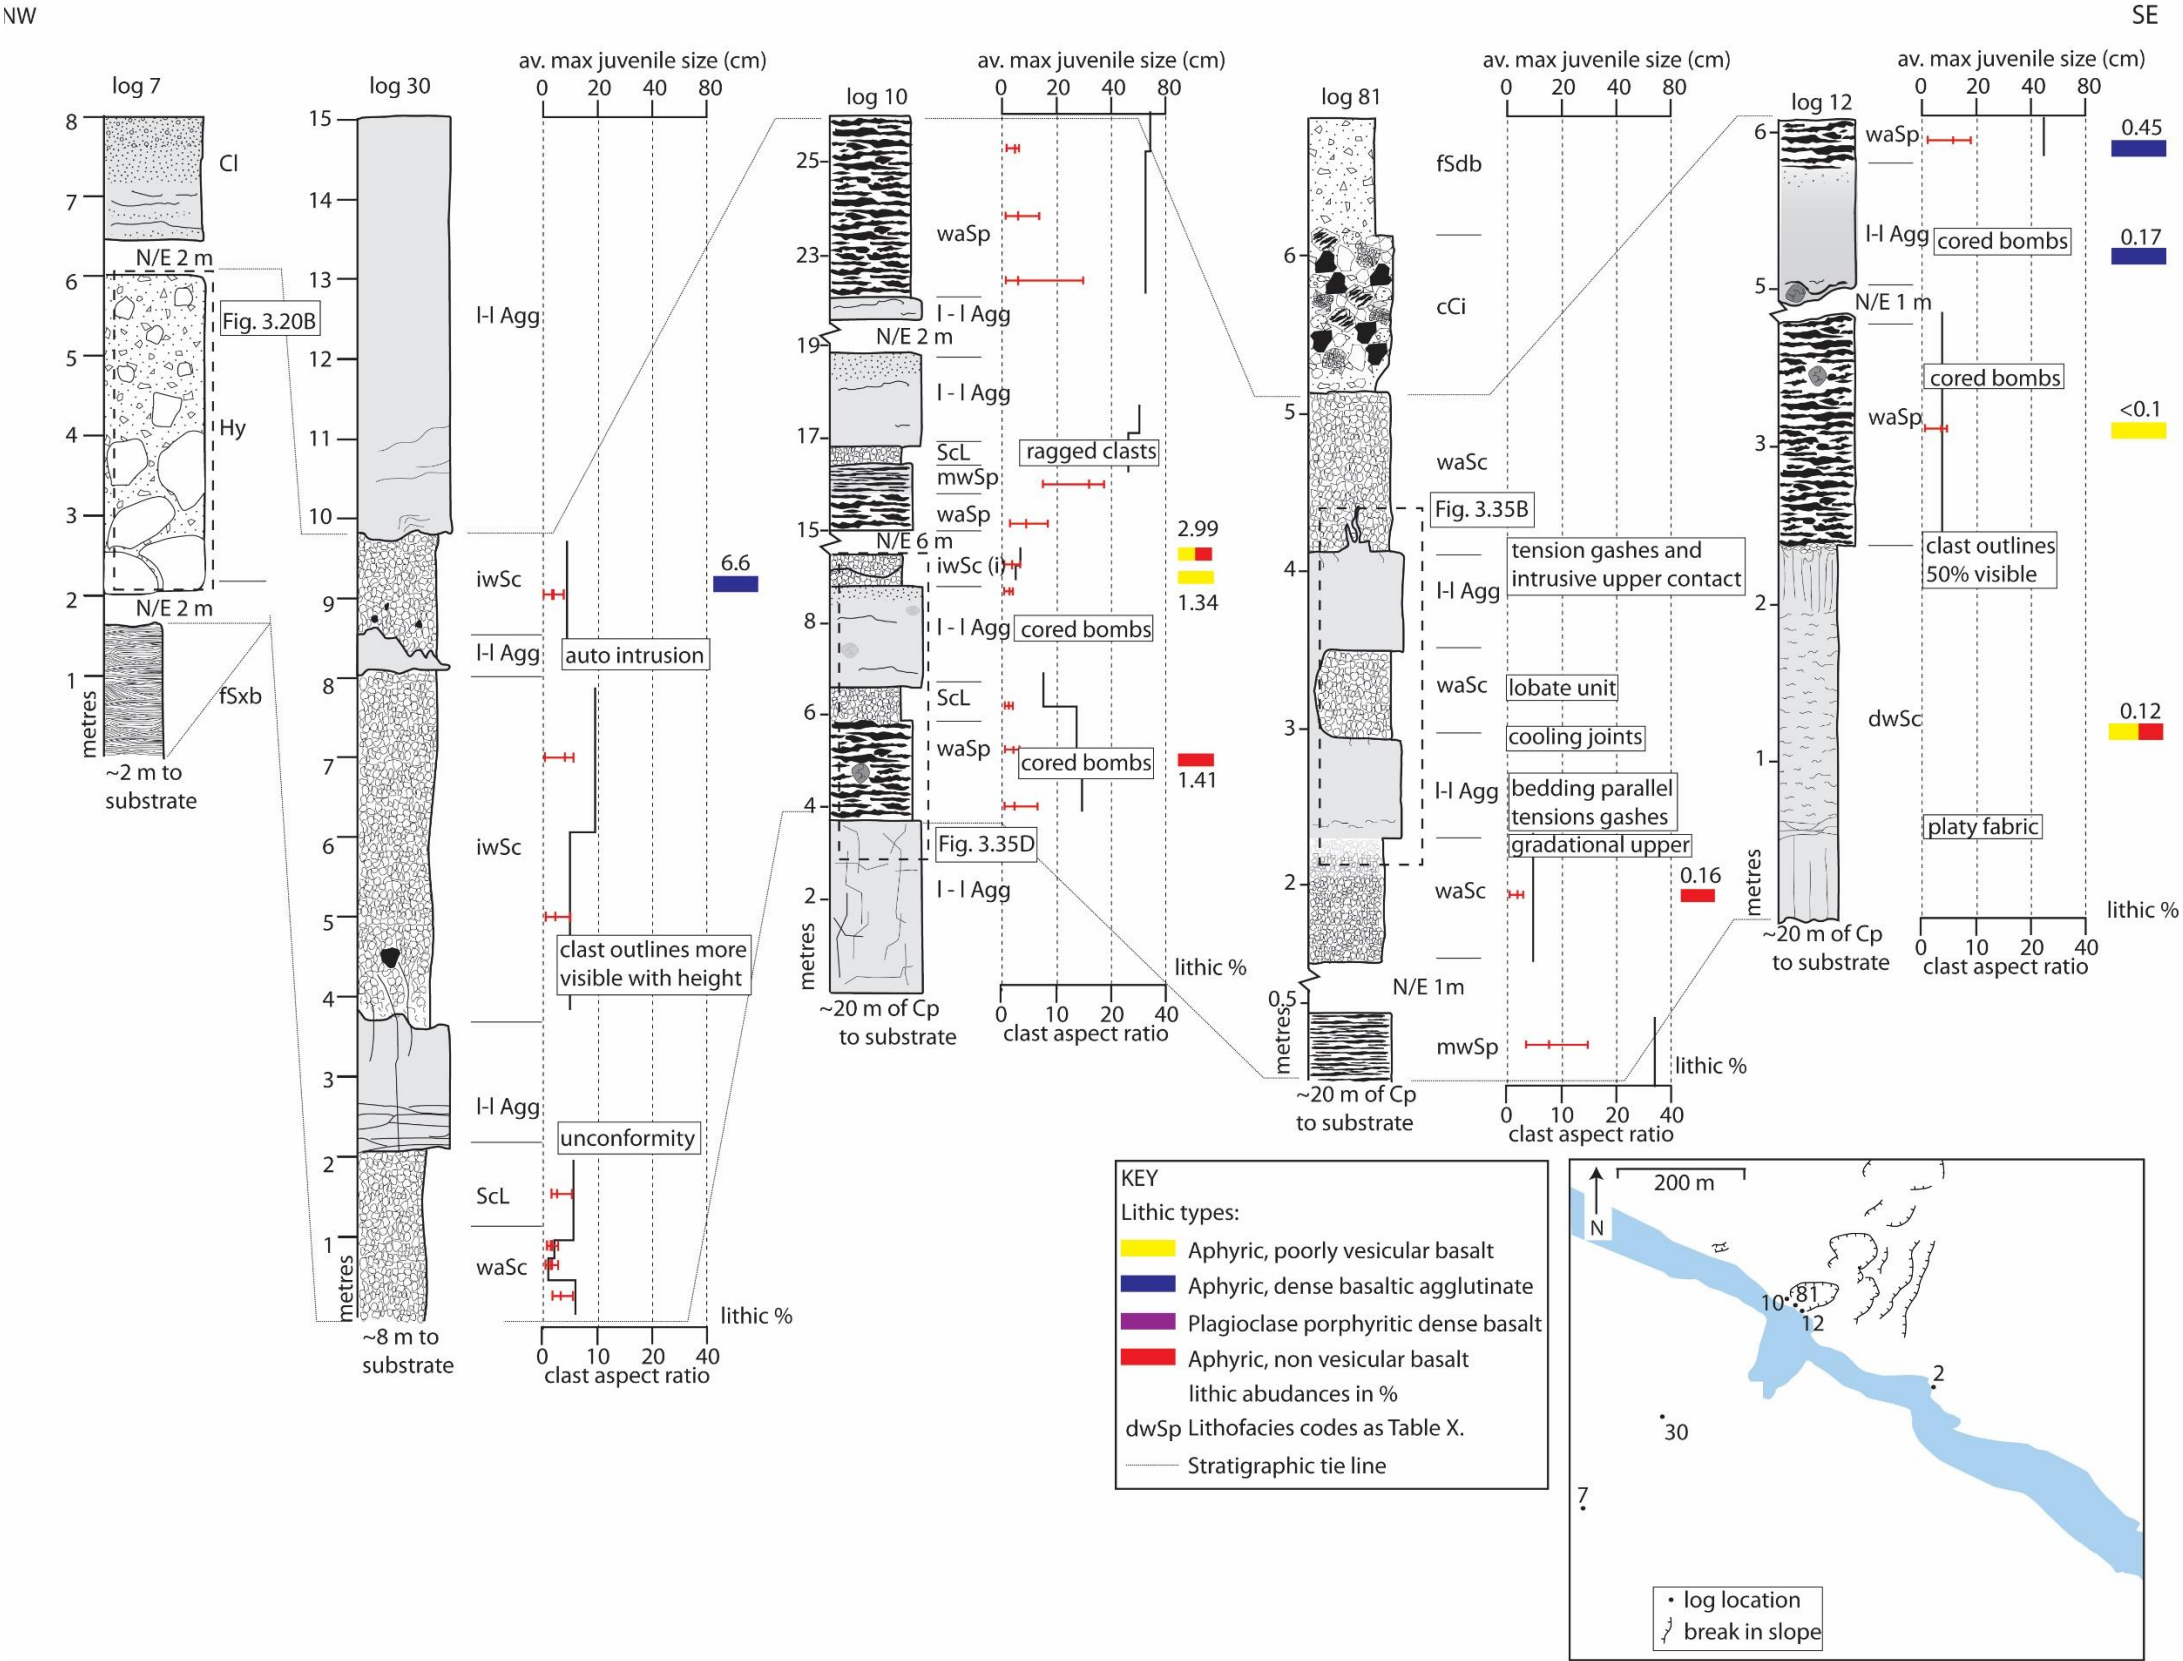 NW
SE
log 7
8
7
6
5
4
3
2
1
metres
Cl
N/E 2 m
Fig. 3.20B
Hy
N/E 2 m
fSxb
~2 m to
substrate
log 30
15
14
13
12
11
10
9
8
7
6
5
4
3
2
1
metres
av. max juvenile size (cm)
0 20 40 80
l-l Agg
iwSc
6.6
l-l Agg
auto intrusion
iwSc
clast outlines more
visible with height
l-l Agg
unconformity
ScL
waSc
lithic %
0 10 20 40
clast aspect ratio
~8 m to
substrate
log 10
25
23
19
17
15
8
6
4
2
metres
av. max juvenile size (cm)
0 20 40 80
waSp
l - l Agg
N/E 2 m
l - l Agg
ScL
ragged clasts
mwSp
waSp
N/E 6 m
2.99
iwSc (i)
1.34
l - l Agg
cored bombs
ScL
waSp
cored bombs
1.41
Fig. 3.35D
l - l Agg
lithic %
0 10 20 40
clast aspect ratio
~20 m of Cp
to substrate
log 81
6
5
4
3
2
0.5
metres
av. max juvenile size (cm)
0 20 40 80
fSdb
cCi
waSc
Fig. 3.35B
tension gashes and
intrusive upper contact
l-l Agg
waSc
lobate unit
cooling joints
l-l Agg
bedding parallel
tensions gashes
gradational upper
waSc
0.16
N/E 1m
mwSp
lithic %
0 10 20 40
clast aspect ratio
~20 m of Cp
to substrate
log 12
6
5
3
2
1
metres
av. max juvenile size (cm)
0 20 40 80
waSp
0.45
l-l Agg
cored bombs
0.17
N/E 1 m
cored bombs
waSp
<0.1
clast outlines
50% visible
dwSc
0.12
platy fabric
lithic %
0 10 20 40
clast aspect ratio
~20 m of Cp
to substrate
KEY
Lithic types:
Aphyric, poorly vesicular basalt
Aphyric, dense basaltic agglutinate
Plagioclase porphyritic dense basalt
Aphyric, non vesicular basalt
lithic abudances in %
dwSp Lithofacies codes as Table X.
Stratigraphic tie line
200 m
N
10
81
12
2
30
7
log location
break in slope